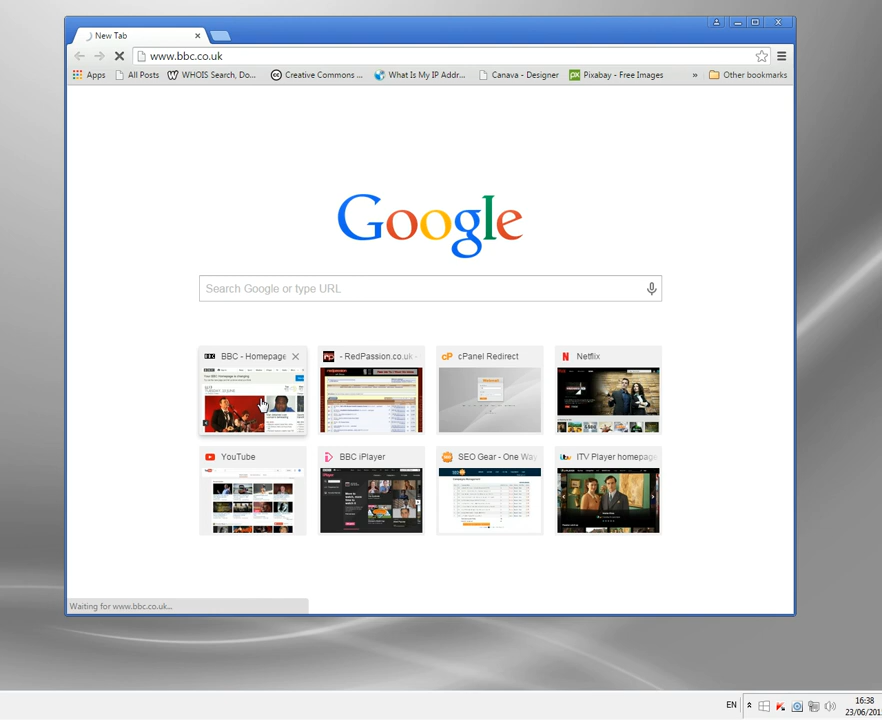 New Tab
www.bbc.co.uk
Apps All Posts WHOIS Search, Do... Creative Commons ... What Is My IP Addr... Canava - Designer Pixabay - Free Images » Other bookmarks
Google
Search Google or type URL
BBC - Homepage - RedPassion.co.uk - cPanel Redirect Netflix
YouTube BBC iPlayer SEO Gear - One Way ITV Player homepage
Waiting for www.bbc.co.uk...
EN 16:38
23/06/201